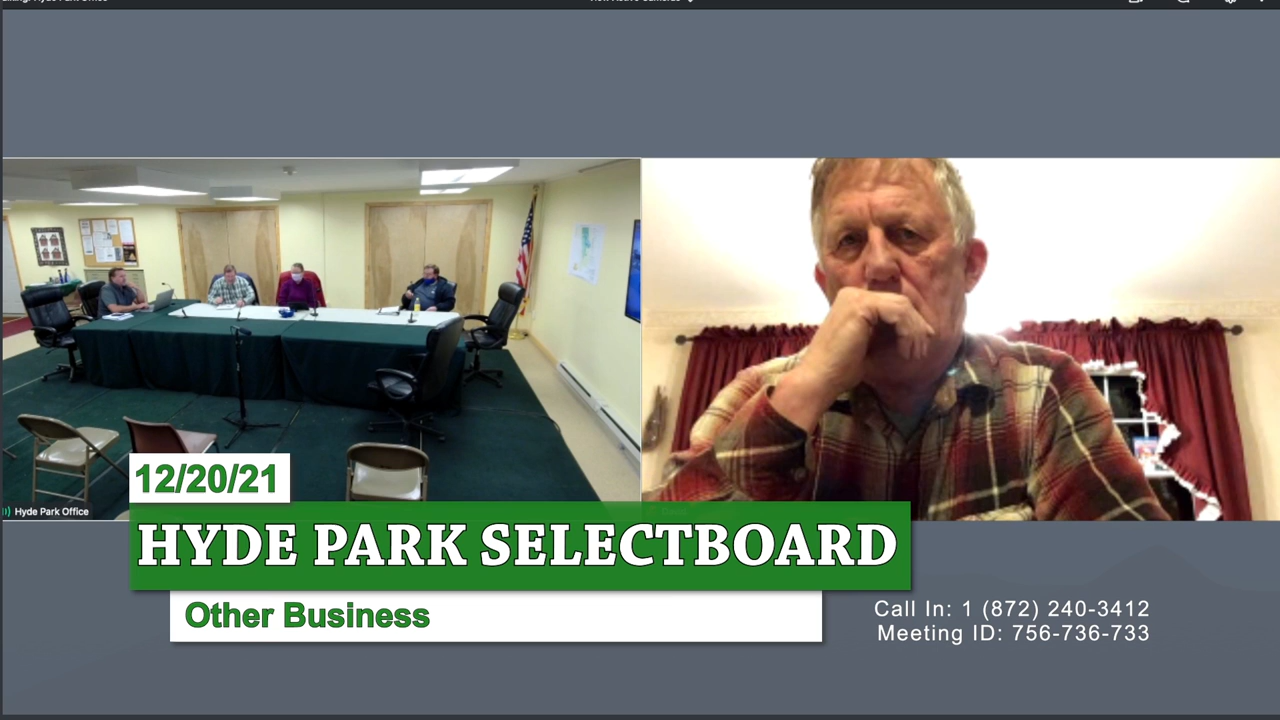 Hyde Park Office
12/20/21
HYDE PARK SELECTBOARD
Other Business
Call In: 1 (872) 240-3412
Meeting ID: 756-736-733